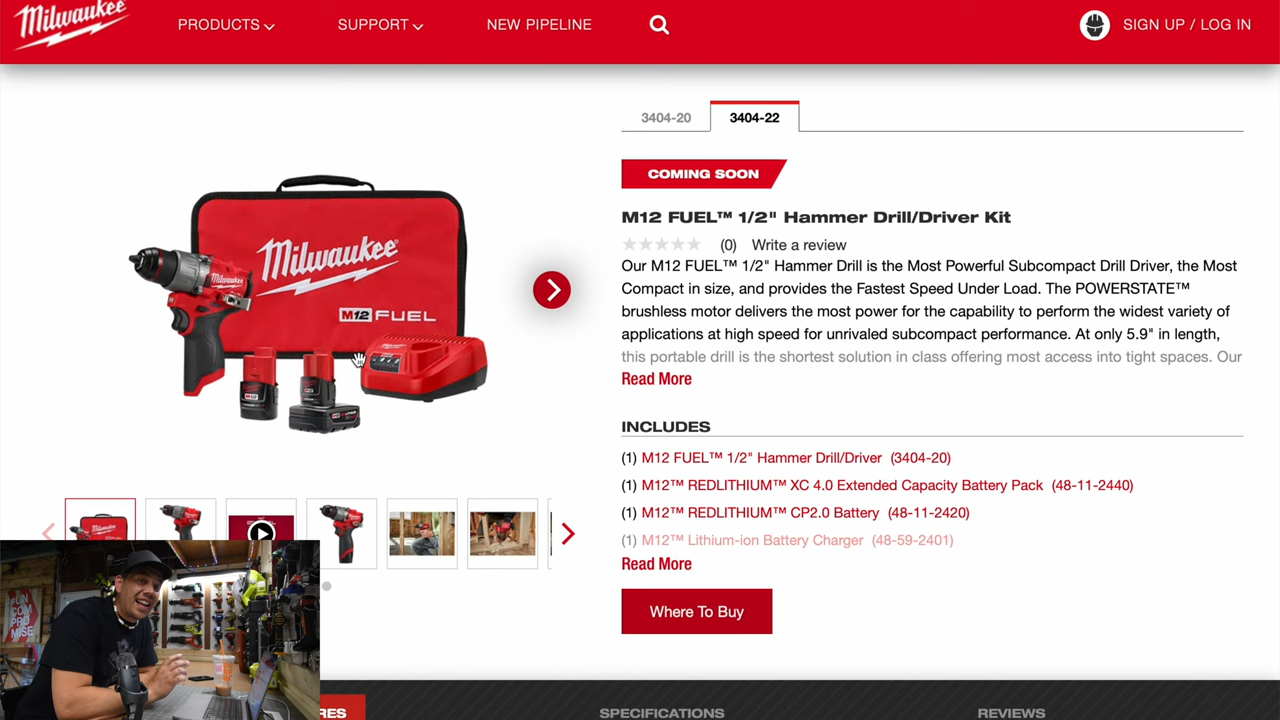 Milwaukee
PRODUCTS
SUPPORT
NEW PIPELINE
SIGN UP / LOG IN
3404-20
3404-22
COMING SOON
M12 FUEL™ 1/2" Hammer Drill/Driver Kit
(0) Write a review
Our M12 FUEL™ 1/2" Hammer Drill is the Most Powerful Subcompact Drill Driver, the Most
Compact in size, and provides the Fastest Speed Under Load. The POWERSTATE™
brushless motor delivers the most power for the capability to perform the widest variety of
applications at high speed for unrivaled subcompact performance. At only 5.9" in length,
this portable drill is the shortest solution in class offering most access into tight spaces. Our
Read More
INCLUDES
(1) M12 FUEL™ 1/2" Hammer Drill/Driver (3404-20)
(1) M12™ REDLITHIUM™ XC 4.0 Extended Capacity Battery Pack (48-11-2440)
(1) M12™ REDLITHIUM™ CP2.0 Battery (48-11-2420)
(1) M12™ Lithium-ion Battery Charger (48-59-2401)
Read More
Where To Buy
Milwaukee
M12 FUEL
Milwaukee
FUN
COM
PRO
MISE
RES
SPECIFICATIONS
REVIEWS